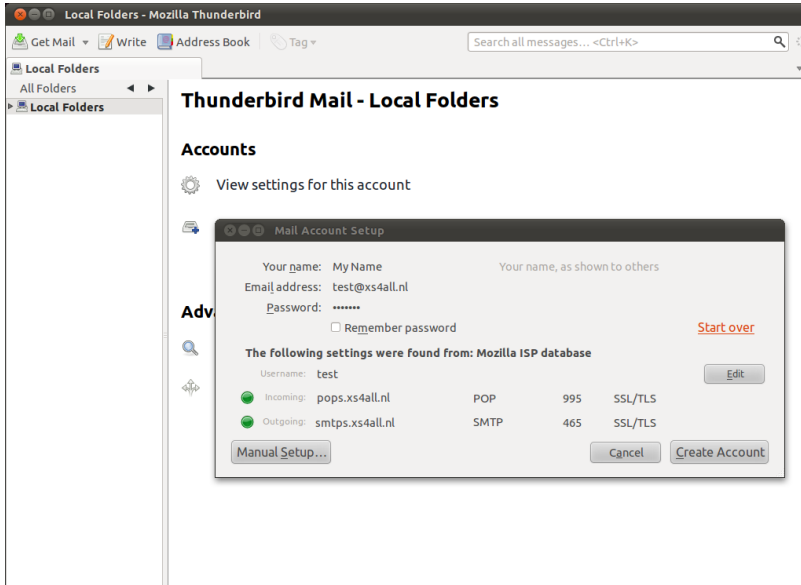 Local Folders - Mozilla Thunderbird
Get Mail Write Address Book Tag Search all messages... <Ctrl+K>
Local Folders
All Folders
Local Folders
Thunderbird Mail - Local Folders
Accounts
View settings for this account
Mail Account Setup
Your name: My Name Your name, as shown to others
Email address: test@xs4all.nl
Password: •••••••
Remember password Start over
Adva
The following settings were found from: Mozilla ISP database
Username: test Edit
Incoming: pops.xs4all.nl POP 995 SSL/TLS
Outgoing: smtps.xs4all.nl SMTP 465 SSL/TLS
Manual Setup... Cancel Create Account